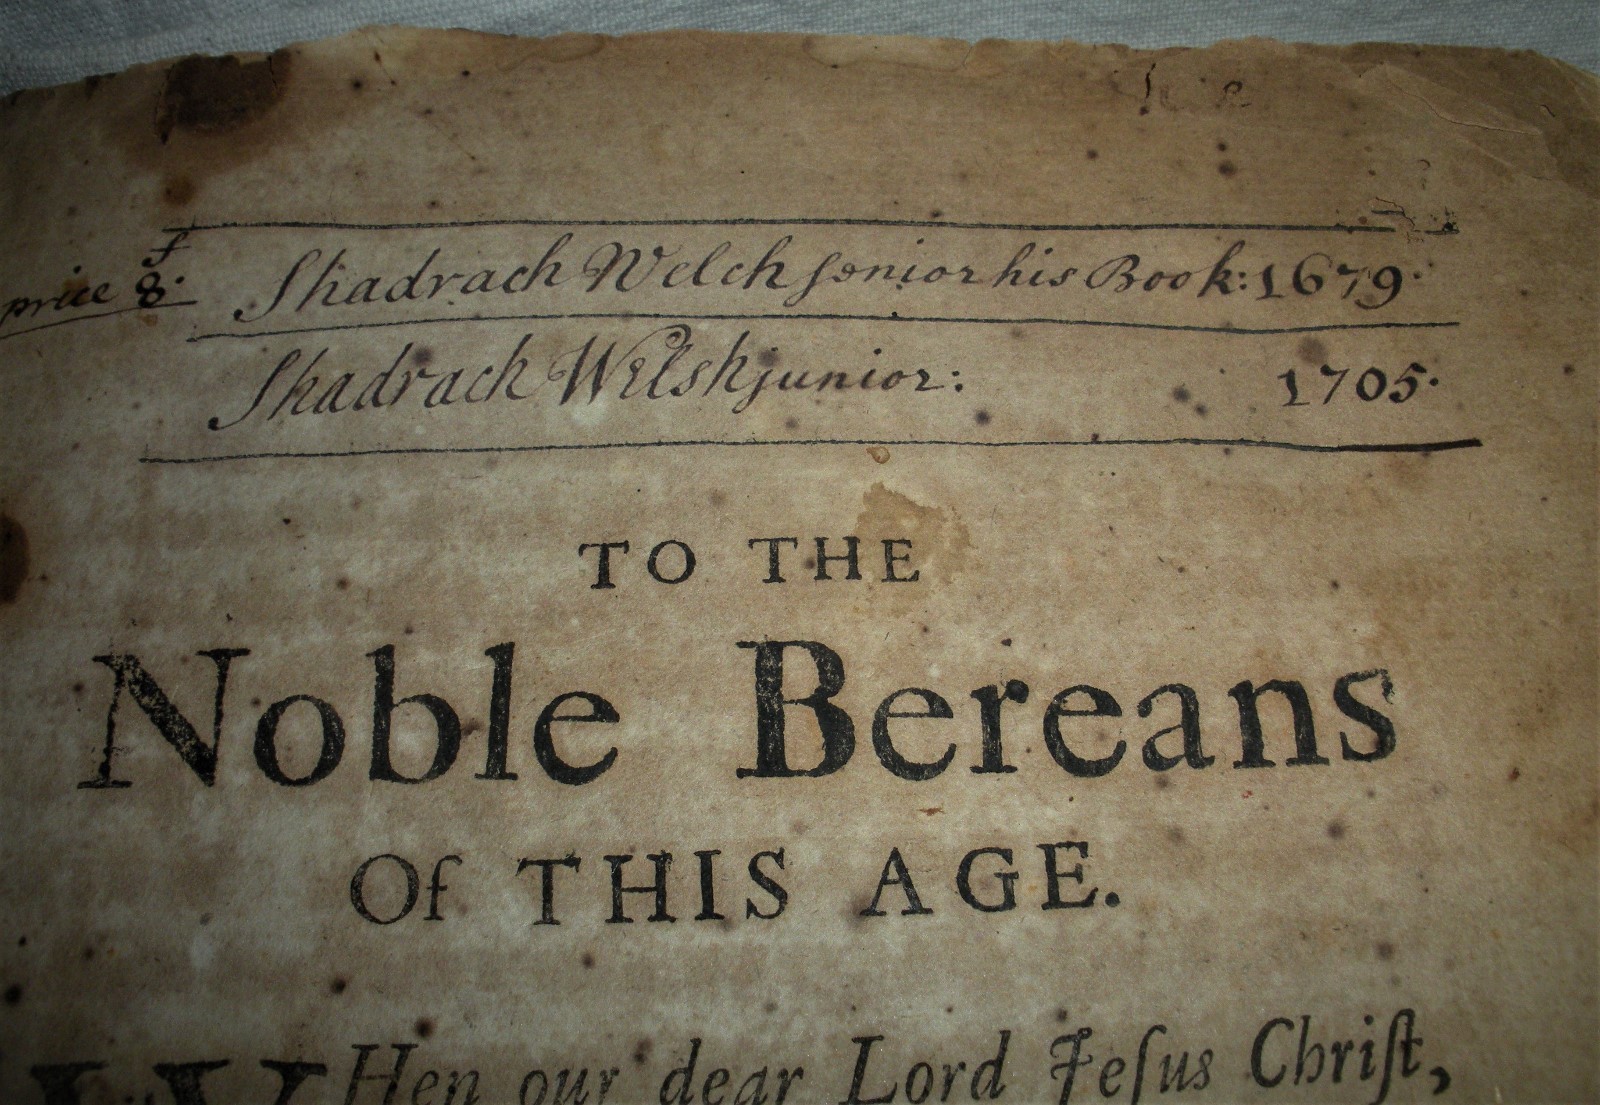 price 8.
Shadrach Welch senior his Book: 1679.
Shadrach Welsh junior: 1705.
TO THE
Noble Bereans
Of THIS AGE.
WHen our dear Lord Jeſus Chriſt,